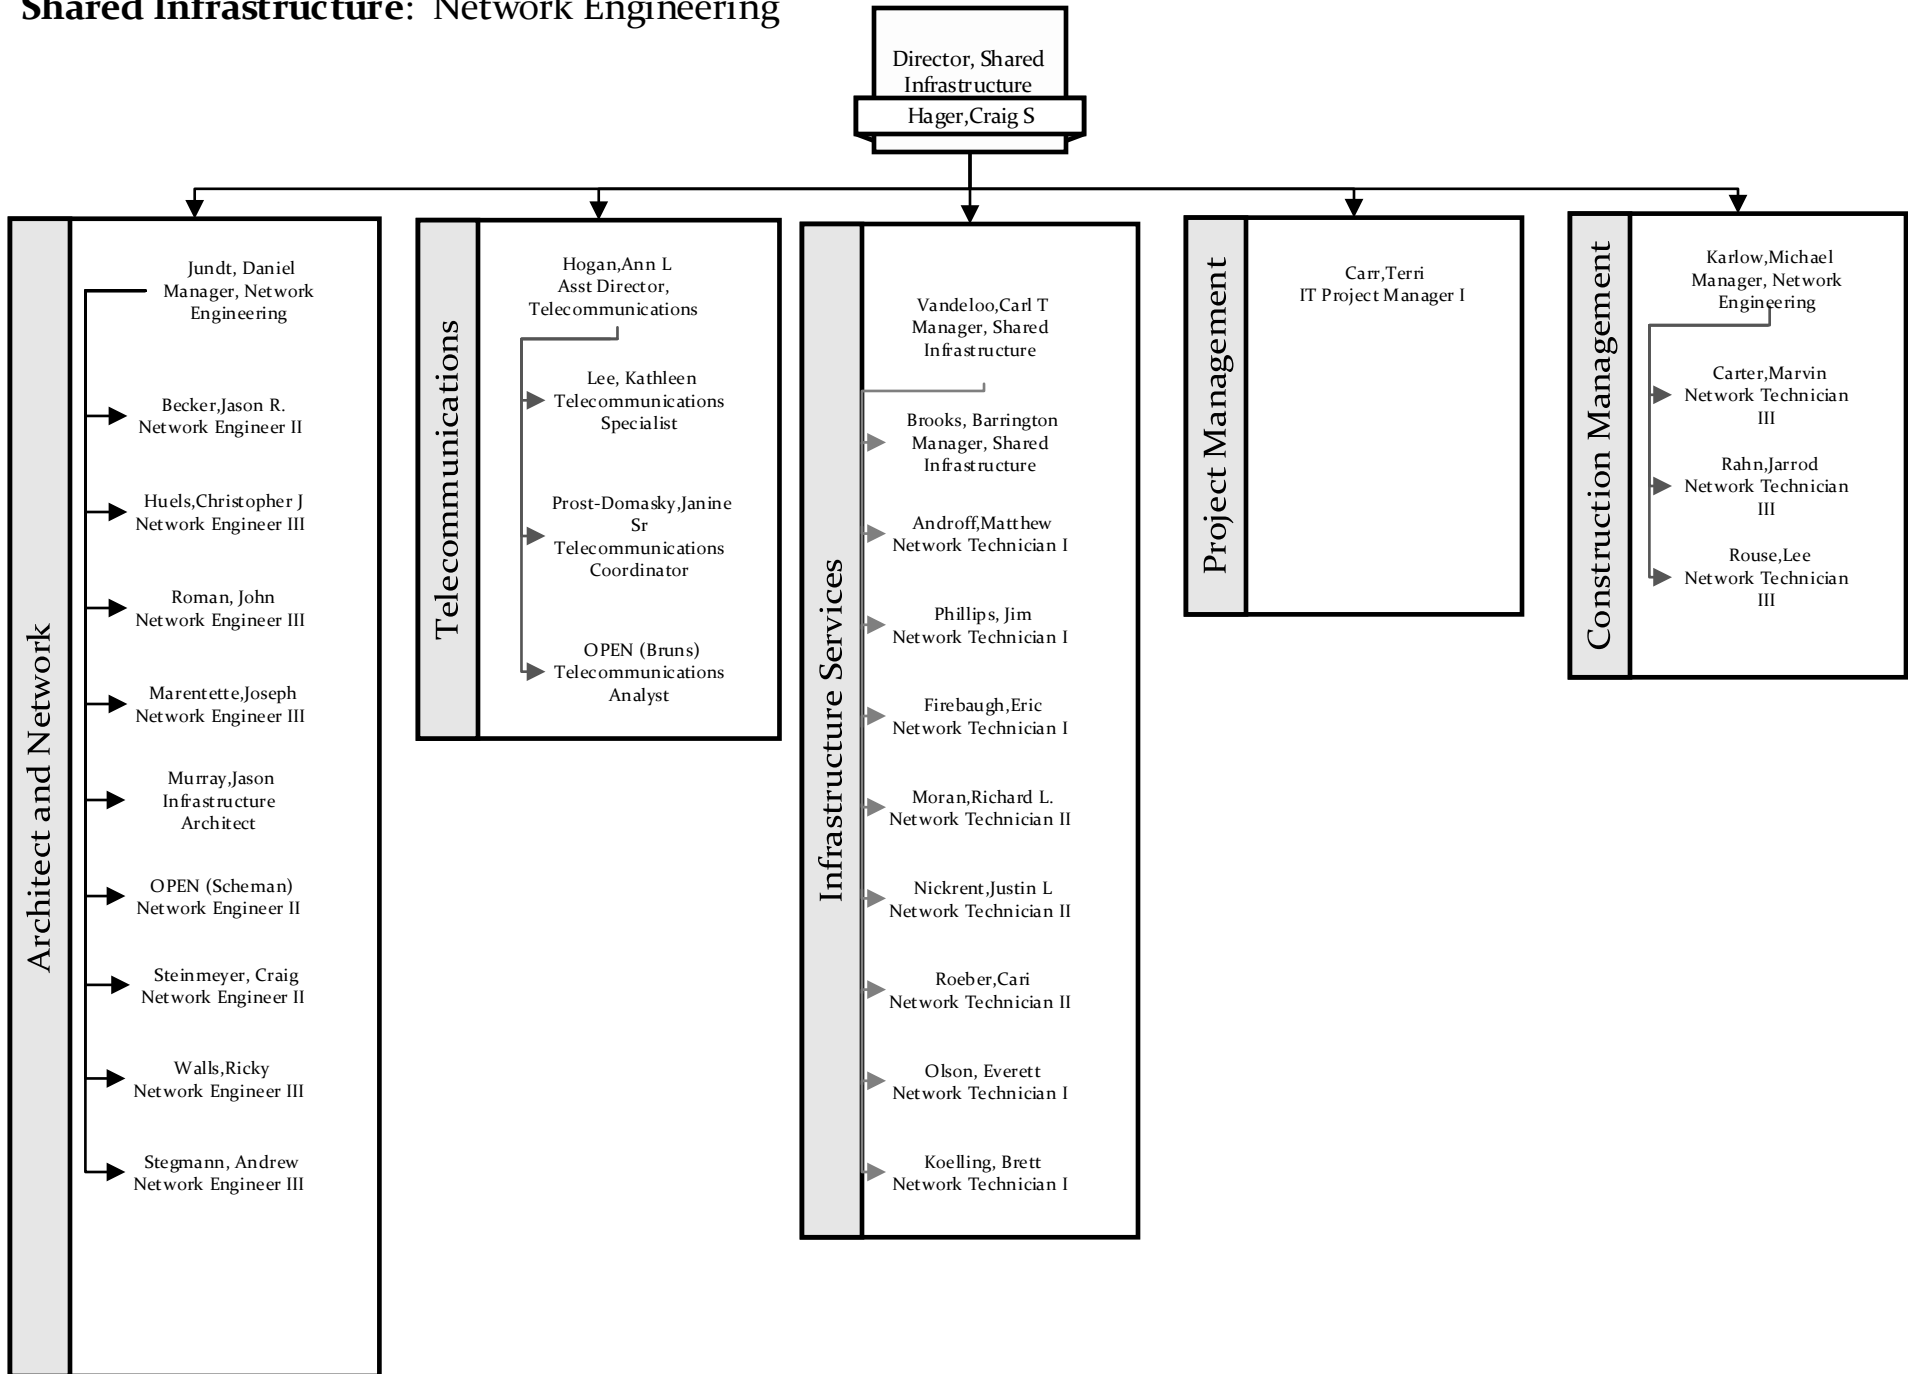 Shared Infrastructure: Network Engineering
Director, Shared
Infrastructure
Hager,Craig S
Architect and Network
Jundt, Daniel
Manager, Network
Engineering
Becker,Jason R.
Network Engineer II
Huels,Christopher J
Network Engineer III
Roman, John
Network Engineer III
Marentette,Joseph
Network Engineer III
Murray,Jason
Infrastructure
Architect
OPEN (Scheman)
Network Engineer II
Steinmeyer, Craig
Network Engineer II
Walls,Ricky
Network Engineer III
Stegmann, Andrew
Network Engineer III
Telecommunications
Hogan,Ann L
Asst Director,
Telecommunications
Lee, Kathleen
Telecommunications
Specialist
Prost-Domasky,Janine
Sr
Telecommunications
Coordinator
OPEN (Bruns)
Telecommunications
Analyst
Infrastructure Services
Vandeloo,Carl T
Manager, Shared
Infrastructure
Brooks, Barrington
Manager, Shared
Infrastructure
Androff,Matthew
Network Technician I
Phillips, Jim
Network Technician I
Firebaugh,Eric
Network Technician I
Moran,Richard L.
Network Technician II
Nickrent,Justin L
Network Technician II
Roeber,Cari
Network Technician II
Olson, Everett
Network Technician I
Koelling, Brett
Network Technician I
Project Management
Carr,Terri
IT Project Manager I
Construction Management
Karlow,Michael
Manager, Network
Engineering
Carter,Marvin
Network Technician
III
Rahn,Jarrod
Network Technician
III
Rouse,Lee
Network Technician
III